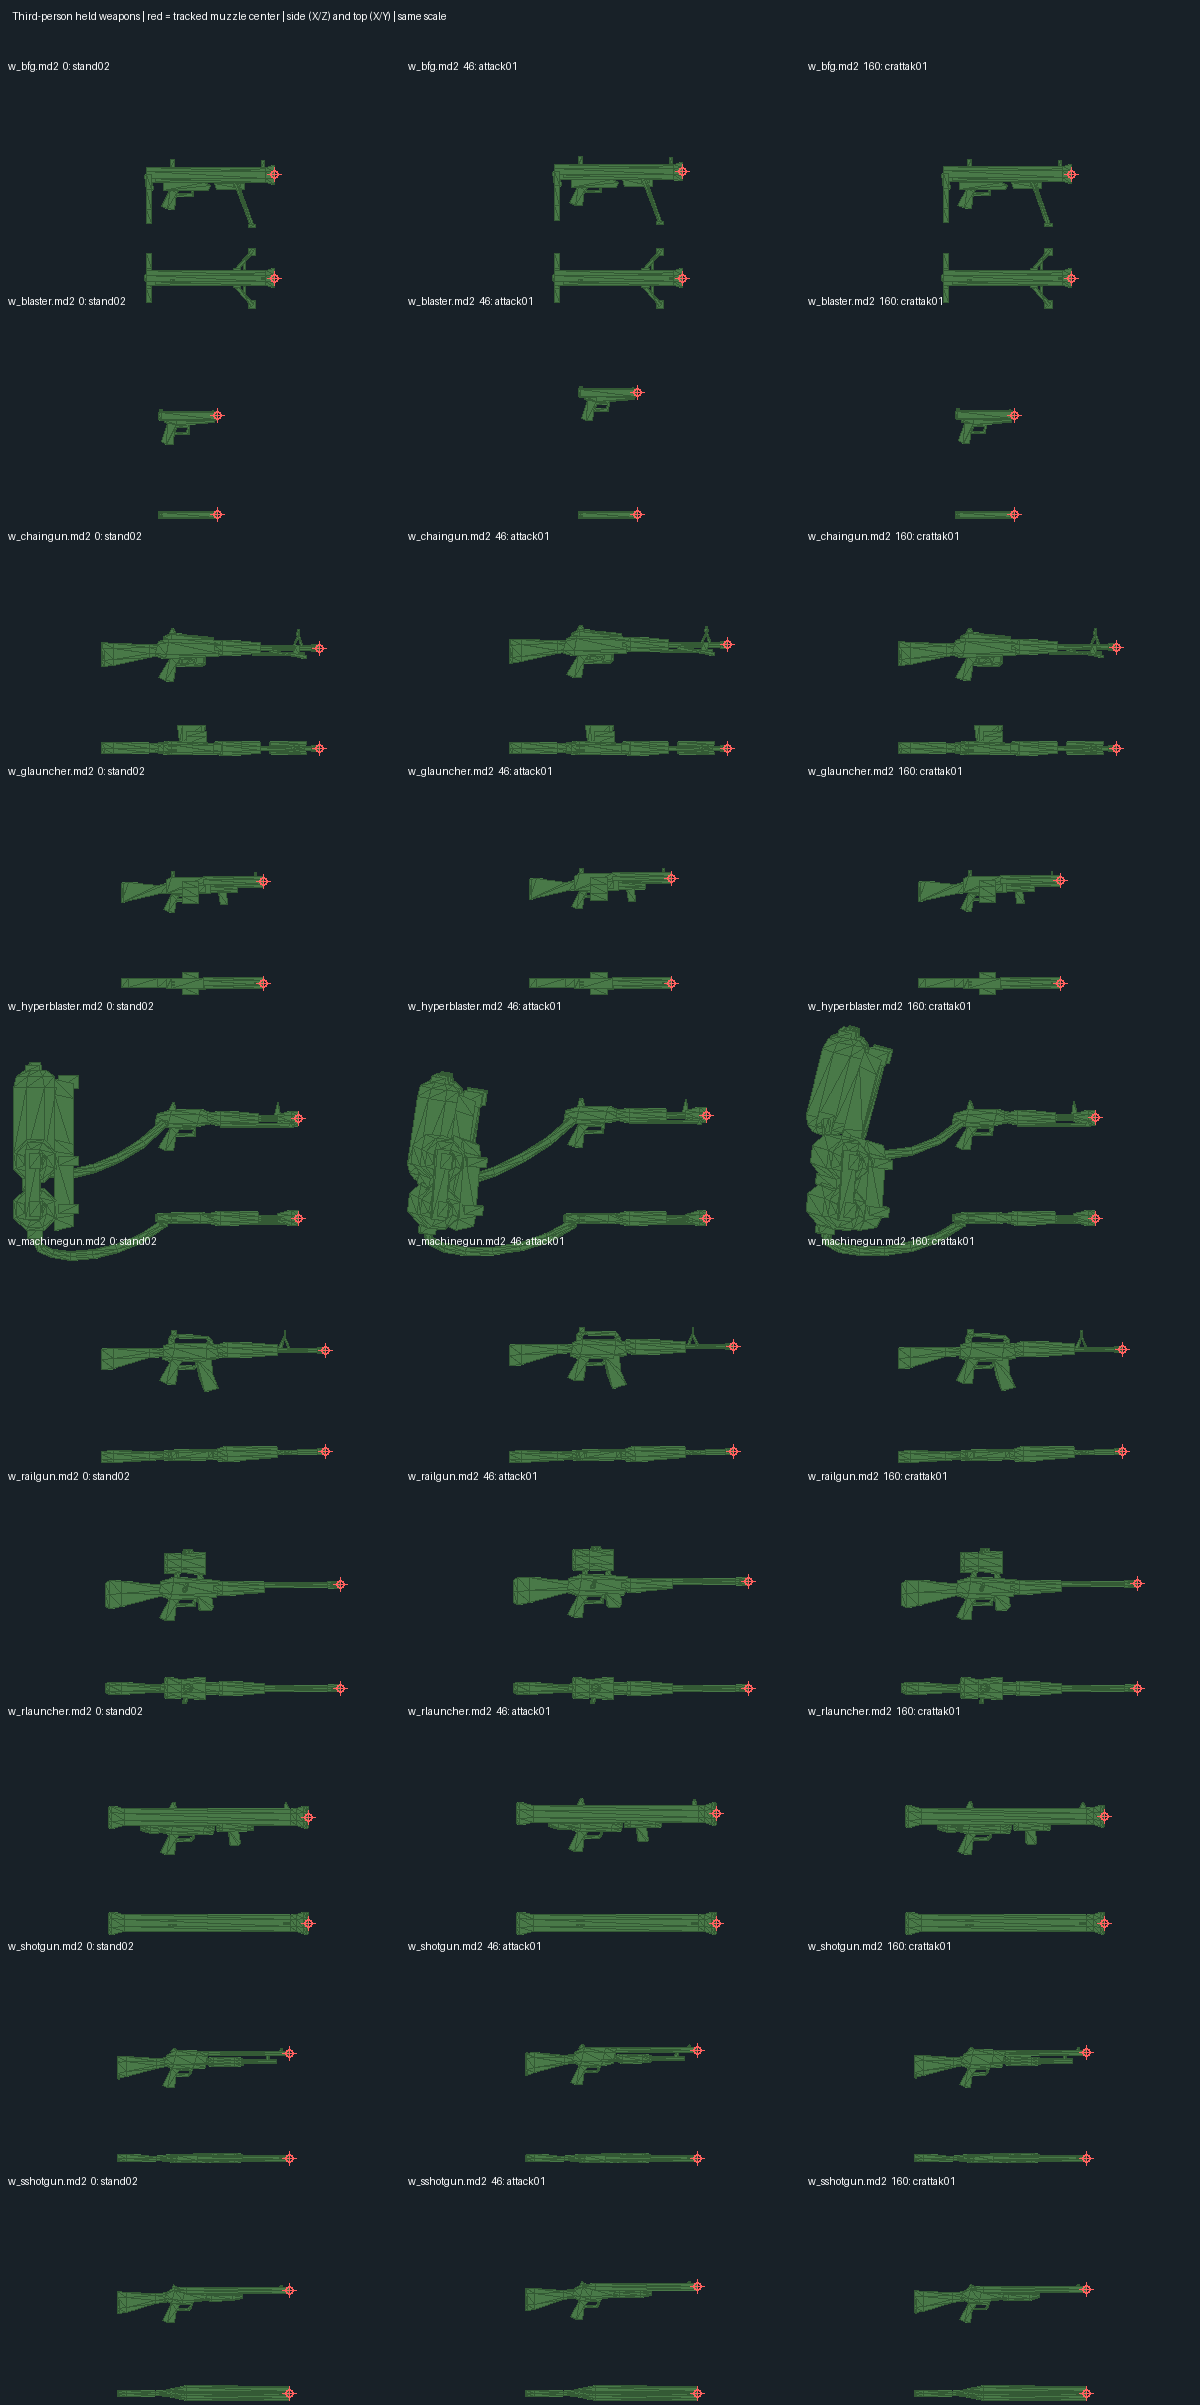 Third-person held weapons | red = tracked muzzle center | side (X/Z) and top (X/Y) | same scale
w_bfg.md2 0: stand02
w_bfg.md2 46: attack01
w_bfg.md2 160: crattak01
w_blaster.md2 0: stand02
w_blaster.md2 46: attack01
w_blaster.md2 160: crattak01
w_chaingun.md2 0: stand02
w_chaingun.md2 46: attack01
w_chaingun.md2 160: crattak01
w_glauncher.md2 0: stand02
w_glauncher.md2 46: attack01
w_glauncher.md2 160: crattak01
w_hyperblaster.md2 0: stand02
w_hyperblaster.md2 46: attack01
w_hyperblaster.md2 160: crattak01
w_machinegun.md2 0: stand02
w_machinegun.md2 46: attack01
w_machinegun.md2 160: crattak01
w_railgun.md2 0: stand02
w_railgun.md2 46: attack01
w_railgun.md2 160: crattak01
w_rlauncher.md2 0: stand02
w_rlauncher.md2 46: attack01
w_rlauncher.md2 160: crattak01
w_shotgun.md2 0: stand02
w_shotgun.md2 46: attack01
w_shotgun.md2 160: crattak01
w_sshotgun.md2 0: stand02
w_sshotgun.md2 46: attack01
w_sshotgun.md2 160: crattak01